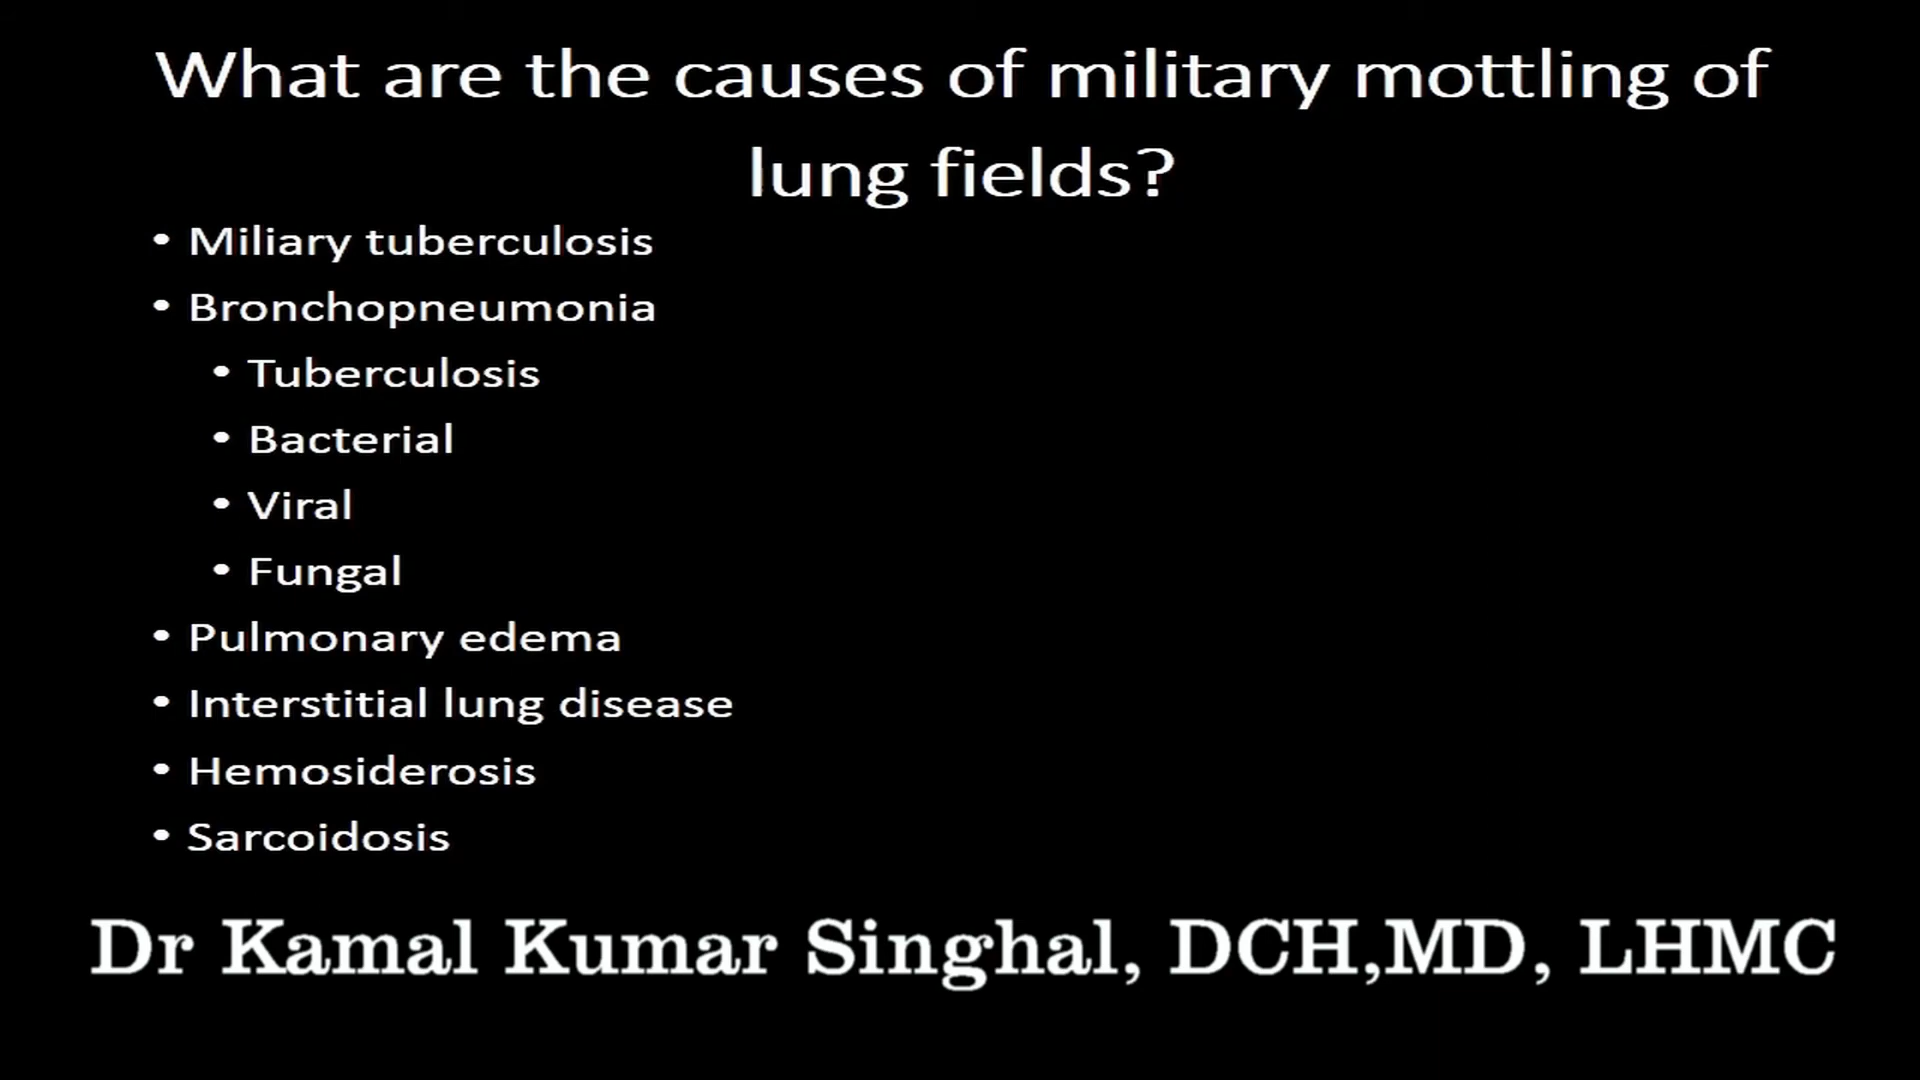 What are the causes of military mottling of
lung fields?
• Miliary tuberculosis
• Bronchopneumonia
• Tuberculosis
• Bacterial
• Viral
• Fungal
• Pulmonary edema
• Interstitial lung disease
• Hemosiderosis
• Sarcoidosis
Dr Kamal Kumar Singhal, DCH,MD, LHMC